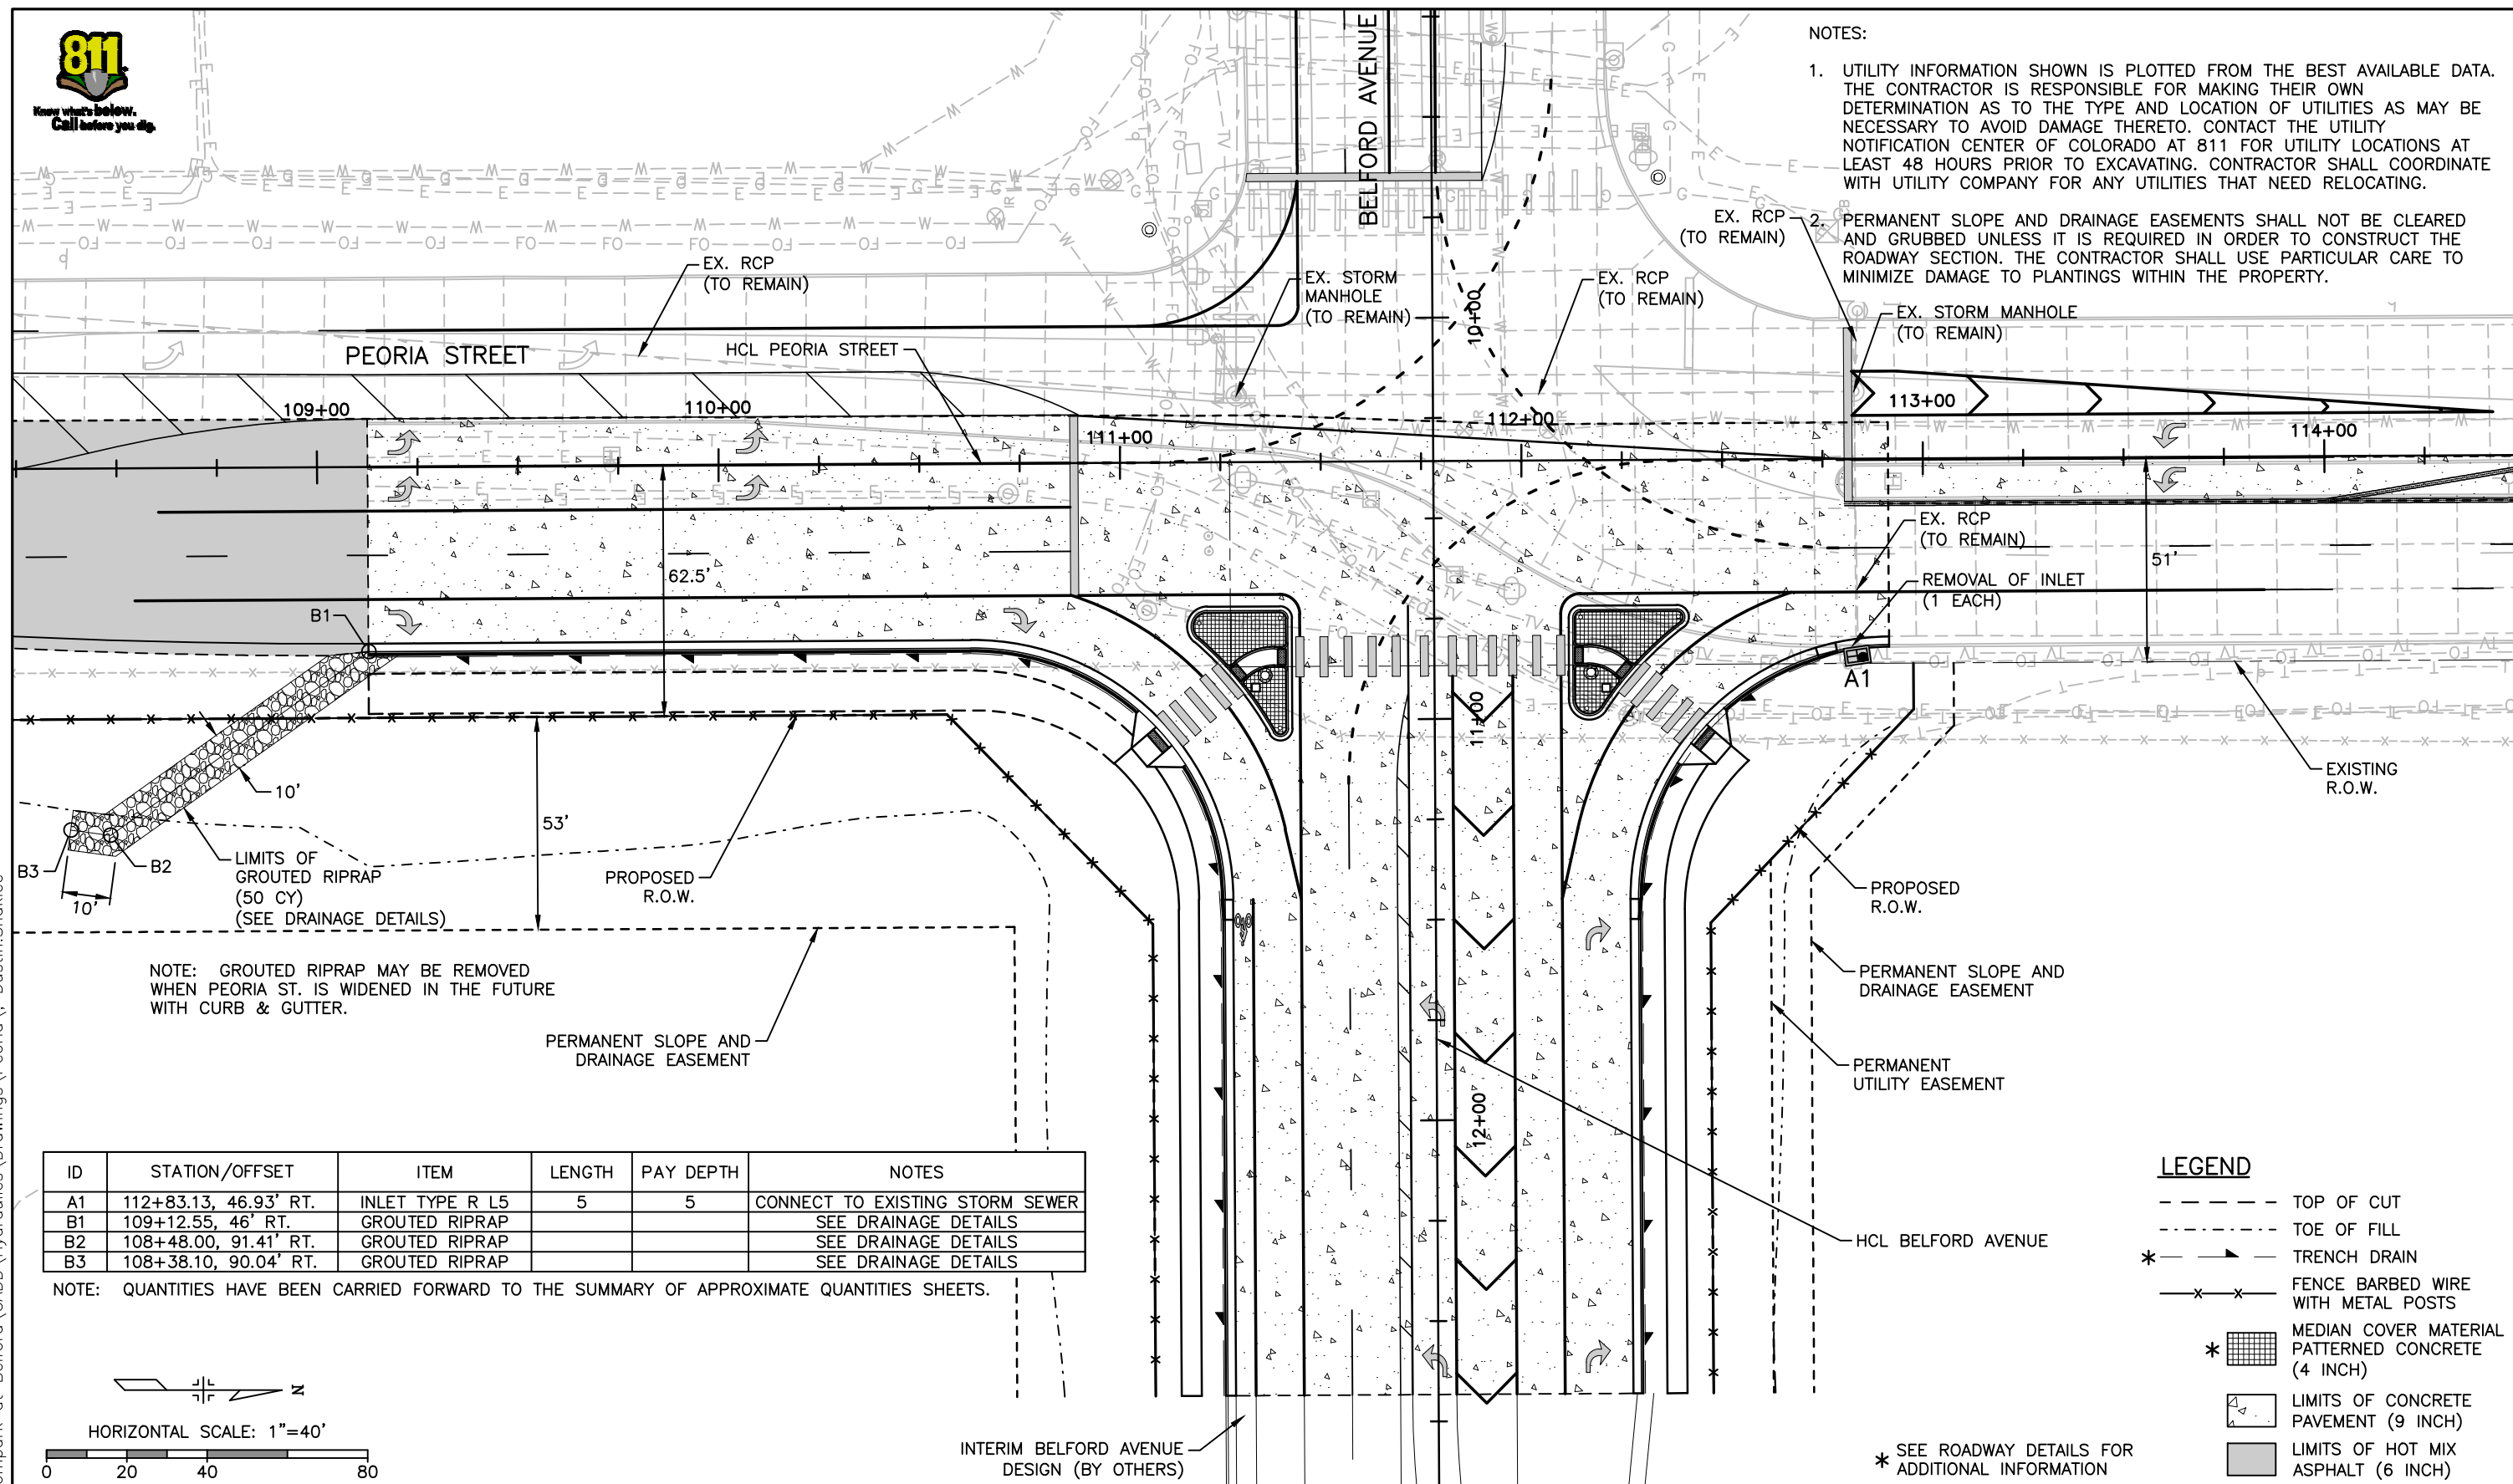 811
Know what's below.
Call before you dig.
BELFORD AVENUE
NOTES:
1. UTILITY INFORMATION SHOWN IS PLOTTED FROM THE BEST AVAILABLE DATA.
THE CONTRACTOR IS RESPONSIBLE FOR MAKING THEIR OWN
DETERMINATION AS TO THE TYPE AND LOCATION OF UTILITIES AS MAY BE
NECESSARY TO AVOID DAMAGE THERETO. CONTACT THE UTILITY
NOTIFICATION CENTER OF COLORADO AT 811 FOR UTILITY LOCATIONS AT
LEAST 48 HOURS PRIOR TO EXCAVATING. CONTRACTOR SHALL COORDINATE
WITH UTILITY COMPANY FOR ANY UTILITIES THAT NEED RELOCATING.
2. PERMANENT SLOPE AND DRAINAGE EASEMENTS SHALL NOT BE CLEARED
AND GRUBBED UNLESS IT IS REQUIRED IN ORDER TO CONSTRUCT THE
ROADWAY SECTION. THE CONTRACTOR SHALL USE PARTICULAR CARE TO
MINIMIZE DAMAGE TO PLANTINGS WITHIN THE PROPERTY.
EX. RCP
(TO REMAIN)
EX. RCP
(TO REMAIN)
EX. STORM
MANHOLE
(TO REMAIN)
EX. RCP
(TO REMAIN)
EX. STORM MANHOLE
(TO REMAIN)
10+00
PEORIA STREET
HCL PEORIA STREET
109+00
110+00
111+00
112+00
113+00
114+00
62.5'
51'
EX. RCP
(TO REMAIN)
REMOVAL OF INLET
(1 EACH)
A1
B1
11+00
EXISTING
R.O.W.
10'
53'
B3
B2
10'
LIMITS OF
GROUTED RIPRAP
(50 CY)
(SEE DRAINAGE DETAILS)
PROPOSED
R.O.W.
PROPOSED
R.O.W.
NOTE: GROUTED RIPRAP MAY BE REMOVED
WHEN PEORIA ST. IS WIDENED IN THE FUTURE
WITH CURB & GUTTER.
PERMANENT SLOPE AND
DRAINAGE EASEMENT
PERMANENT SLOPE AND
DRAINAGE EASEMENT
PERMANENT
UTILITY EASEMENT
12+00
HCL BELFORD AVENUE
ID STATION/OFFSET ITEM LENGTH PAY DEPTH NOTES
A1 112+83.13, 46.93' RT. INLET TYPE R L5 5 5 CONNECT TO EXISTING STORM SEWER
B1 109+12.55, 46' RT. GROUTED RIPRAP SEE DRAINAGE DETAILS
B2 108+48.00, 91.41' RT. GROUTED RIPRAP SEE DRAINAGE DETAILS
B3 108+38.10, 90.04' RT. GROUTED RIPRAP SEE DRAINAGE DETAILS
NOTE: QUANTITIES HAVE BEEN CARRIED FORWARD TO THE SUMMARY OF APPROXIMATE QUANTITIES SHEETS.
N
HORIZONTAL SCALE: 1"=40'
0 20 40 80
INTERIM BELFORD AVENUE
DESIGN (BY OTHERS)
LEGEND
TOP OF CUT
TOE OF FILL
* TRENCH DRAIN
FENCE BARBED WIRE
WITH METAL POSTS
* MEDIAN COVER MATERIAL
PATTERNED CONCRETE
(4 INCH)
LIMITS OF CONCRETE
PAVEMENT (9 INCH)
LIMITS OF HOT MIX
ASPHALT (6 INCH)
* SEE ROADWAY DETAILS FOR
ADDITIONAL INFORMATION